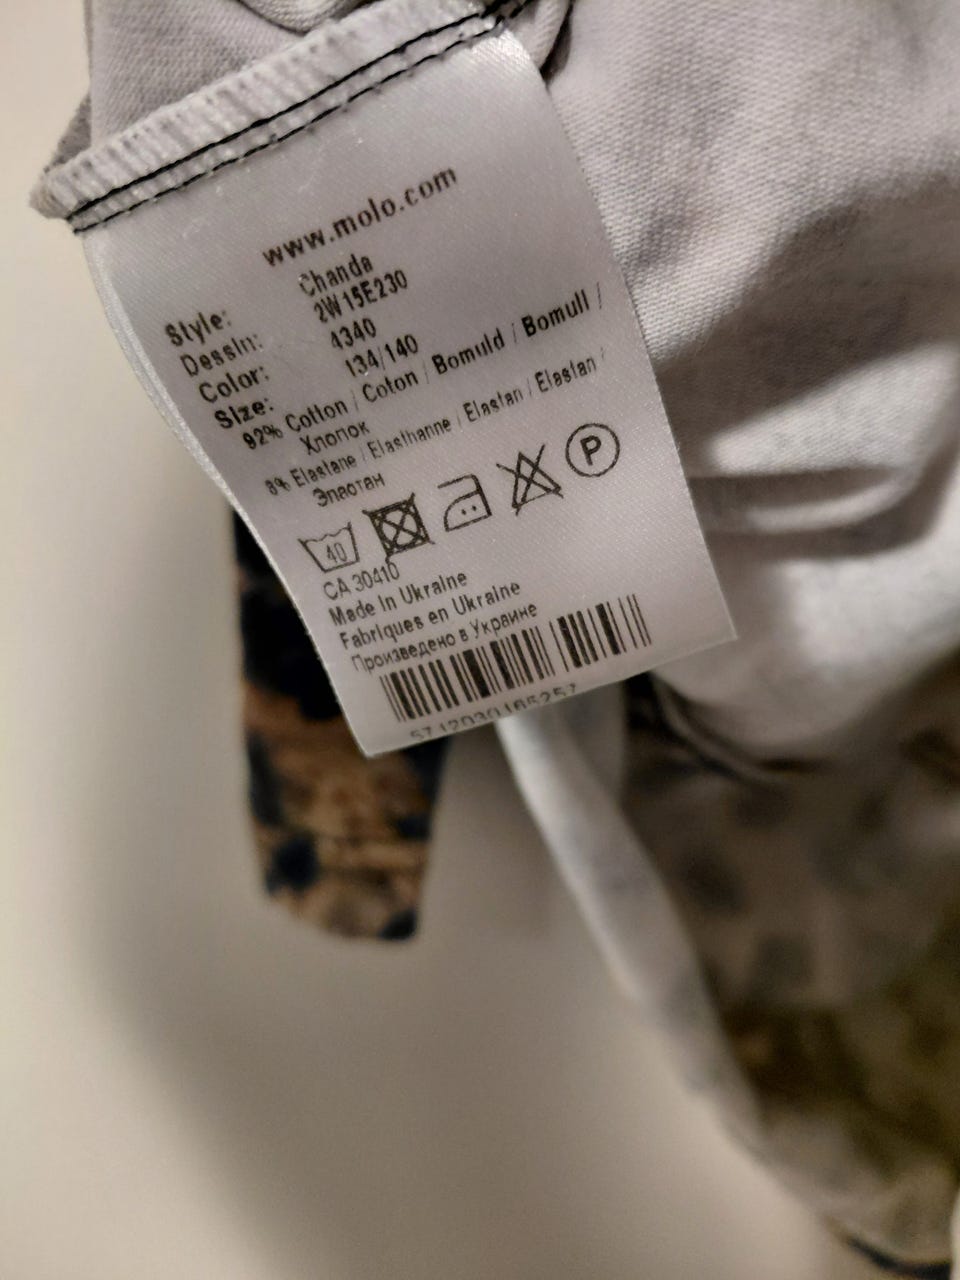 www.molo.com
Style: Chanda
Dessin: 2W15E230
Color: 4340
Size: 134/140
92% Cotton / Coton / Bomuld / Bomull /
Хлопок
8% Elastane / Elasthanne / Elastan / Elastan /
Эластан
40 P
CA 30410
Made In Ukraine
Fabriques en Ukraine
Произведено в Украине
5712030165257